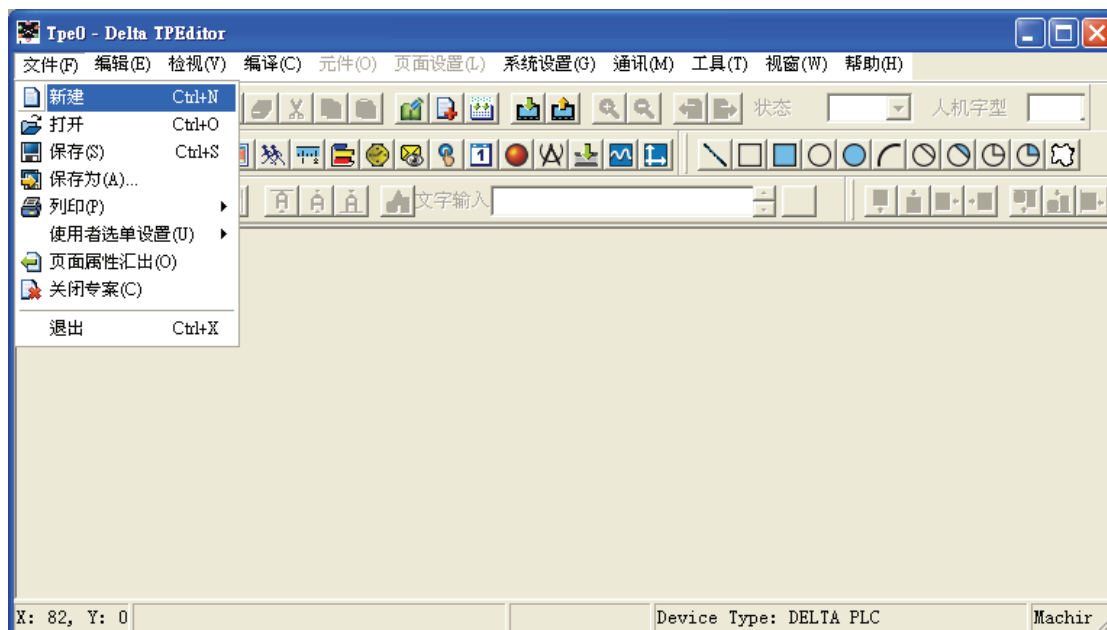 Tpe0 - Delta TPEditor
文件(F) 编辑(E) 检视(V) 编译(C) 元件(O) 页面设置(L) 系统设置(G) 通讯(M) 工具(T) 视窗(W) 帮助(H)
新建 Ctrl+N
打开 Ctrl+O
保存(S) Ctrl+S
保存为(A)...
列印(P)
使用者选单设置(U)
页面属性汇出(O)
关闭专案(C)
退出 Ctrl+X
状态 人机字型
1
A A A 文字输入
X: 82, Y: 0 Device Type: DELTA PLC Machir